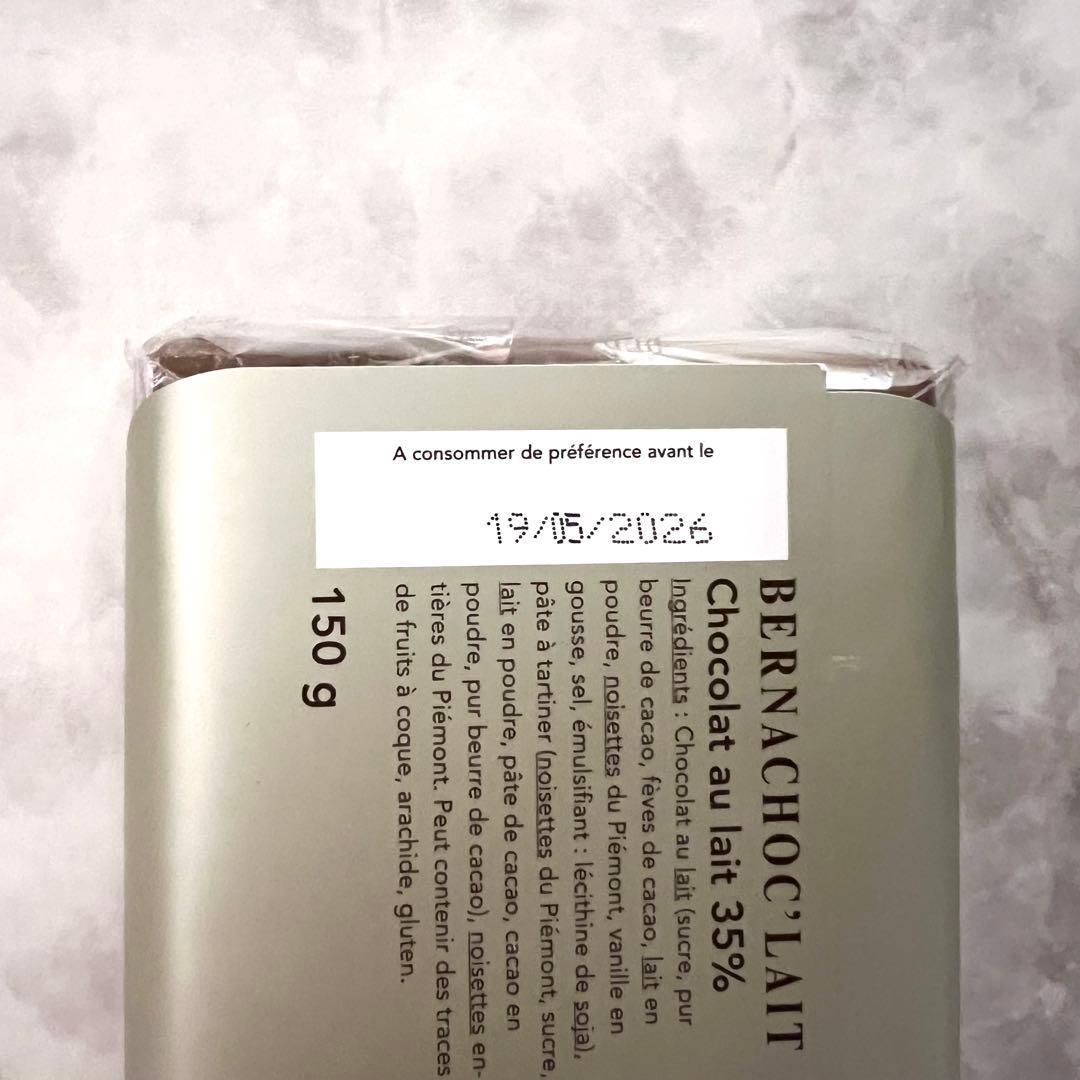 A consommer de préférence avant le
19/05/2026
BERNACHOC'LAIT
Chocolat au lait 35%
Ingrédients : Chocolat au lait (sucre, pur
beurre de cacao, fèves de cacao, lait en
poudre, noisettes du Piémont, vanille en
gousse, sel, émulsifiant : lécithine de soja),
pâte à tartiner (noisettes du Piémont, sucre,
lait en poudre, pâte de cacao, cacao en
poudre, pur beurre de cacao), noisettes en-
tières du Piémont. Peut contenir des traces
de fruits à coque, arachide, gluten.
150 g